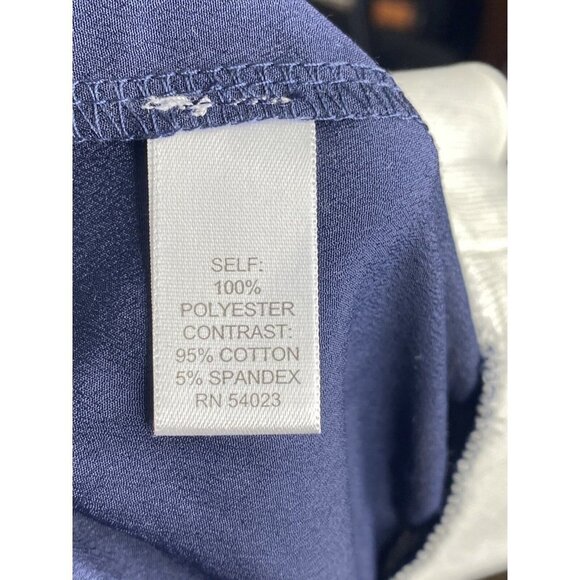 SELF:
100%
POLYESTER
CONTRAST:
95% COTTON
5% SPANDEX
RN 54023